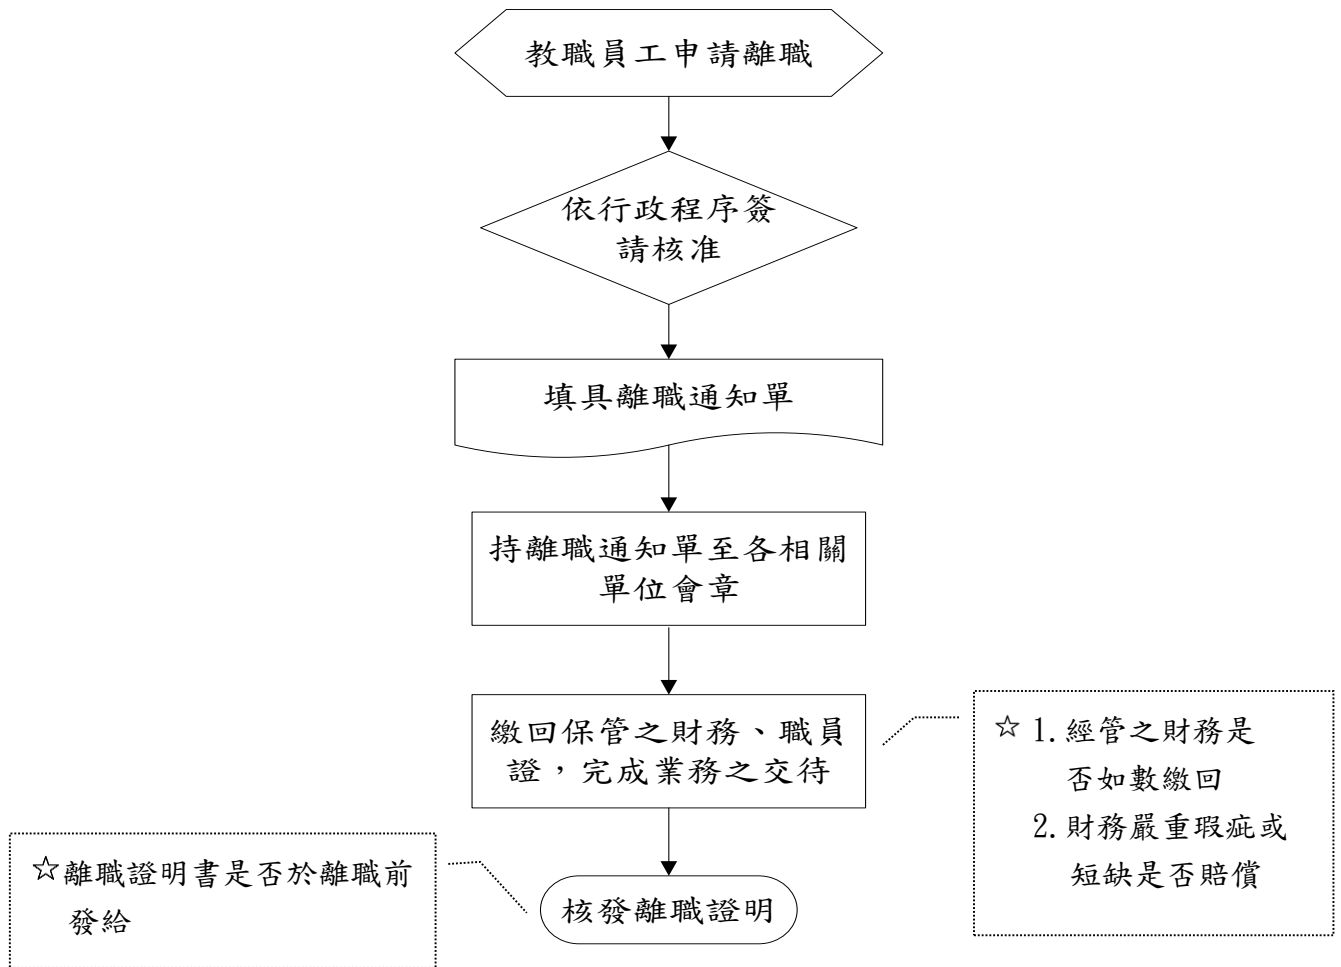 教職員工申請離職
依行政程序簽
請核准
填具離職通知單
持離職通知單至各相關
單位會章
繳回保管之財務、職員
證，完成業務之交待
☆ 1.經管之財務是
否如數繳回
2.財務嚴重瑕疵或
短缺是否賠償
☆離職證明書是否於離職前
發給
核發離職證明